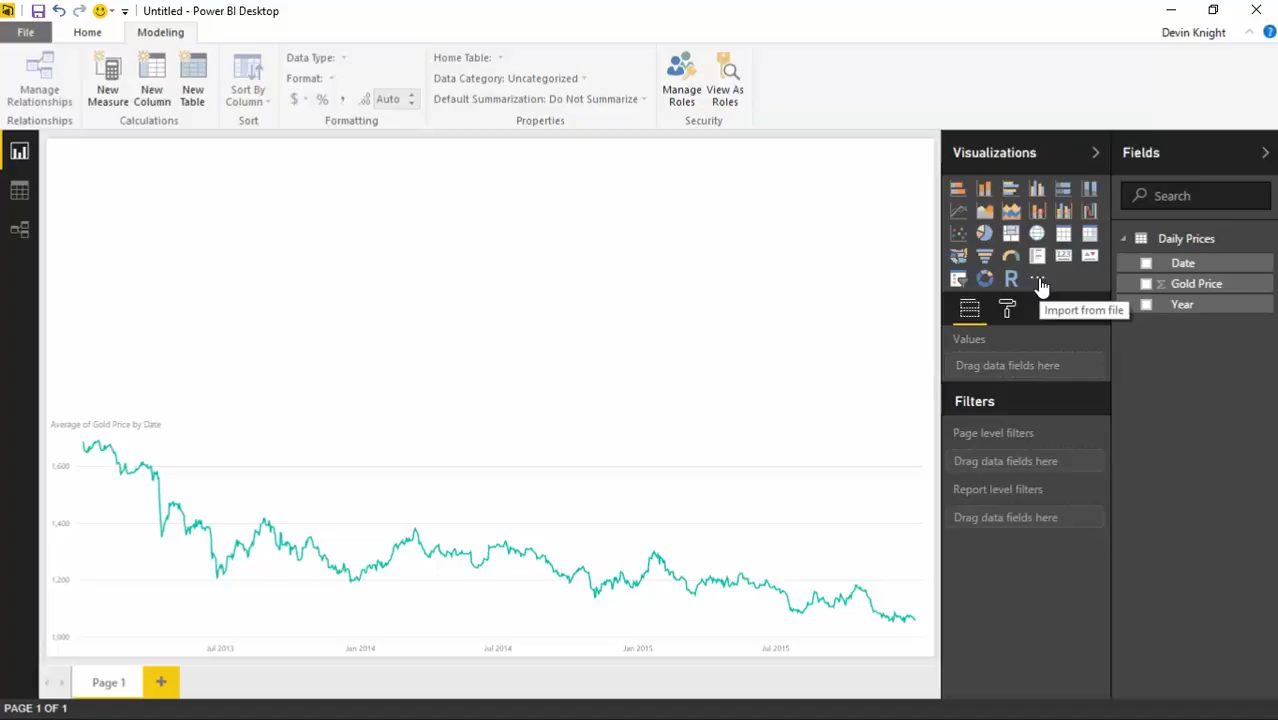 Untitled - Power BI Desktop
File
Home
Modeling
Devin Knight
Manage Relationships
Relationships
New Measure
New Column
New Table
Calculations
Sort By Column
Sort
Data Type:
Format:
$ % , Auto
Formatting
Home Table:
Data Category: Uncategorized
Default Summarization: Do Not Summarize
Properties
Manage Roles
View As Roles
Security
Visualizations
Fields
Search
Daily Prices
Date
Σ Gold Price
Year
R
123
Import from file
Values
Drag data fields here
Filters
Page level filters
Drag data fields here
Report level filters
Drag data fields here
Average of Gold Price by Date
1,600
1,400
1,200
1,000
Jul 2013
Jan 2014
Jul 2014
Jan 2015
Jul 2015
Page 1
PAGE 1 OF 1